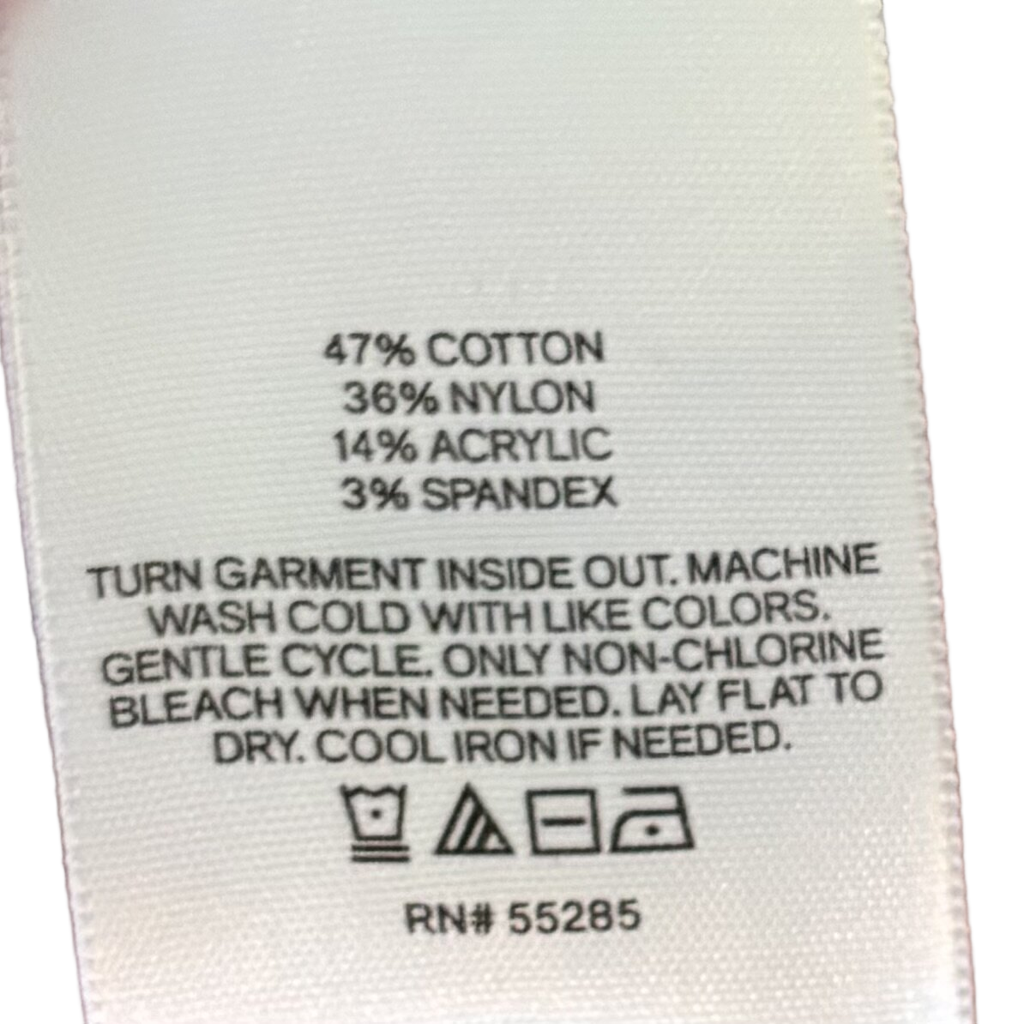 47% COTTON
36% NYLON
14% ACRYLIC
3% SPANDEX
TURN GARMENT INSIDE OUT. MACHINE
WASH COLD WITH LIKE COLORS.
GENTLE CYCLE. ONLY NON-CHLORINE
BLEACH WHEN NEEDED. LAY FLAT TO
DRY. COOL IRON IF NEEDED.
RN# 55285